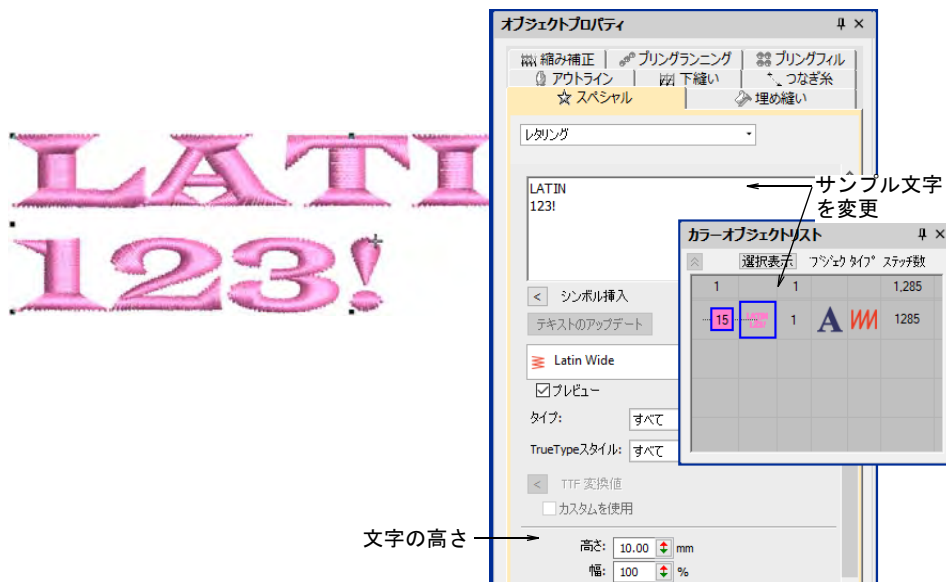 オブジェクトプロパティ
縮み補正
ブリングランニング
ブリングフィル
アウトライン
下縫い
つなぎ糸
スペシャル
埋め縫い
レタリング
LATIN
123!
サンプル文字
を変更
LATI
123!
カラーオブジェクトリスト
選択表示 ブジェク タイプ ステッチ数
1 1 1,285
15 LATIN 123! 1 A 1285
< シンボル挿入
テキストのアップデート
Latin Wide
プレビュー
タイプ: すべて
TrueTypeスタイル: すべて
< TTF 変換値
カスタムを使用
文字の高さ
高さ: 10.00 mm
幅: 100 %